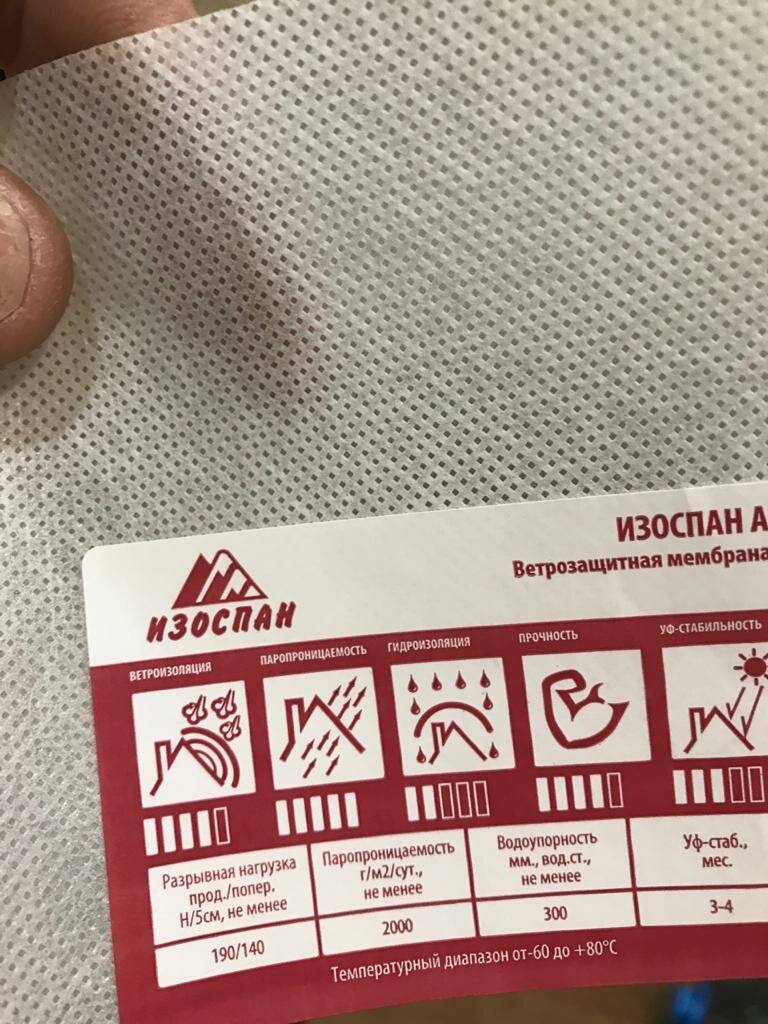 ИЗОСПАН A
Ветрозащитная мембрана
ИЗОСПАН
ВЕТРОИЗОЛЯЦИЯ
ПАРОПРОНИЦАЕМОСТЬ
ГИДРОИЗОЛЯЦИЯ
ПРОЧНОСТЬ
УФ-СТАБИЛЬНОСТЬ
Разрывная нагрузка
прод./попер.
Н/5см, не менее
Паропроницаемость
г/м2/сут.,
не менее
Водоупорность
мм., вод.ст.,
не менее
Уф-стаб.,
мес.
190/140
2000
300
3-4
Температурный диапазон от-60 до +80°С